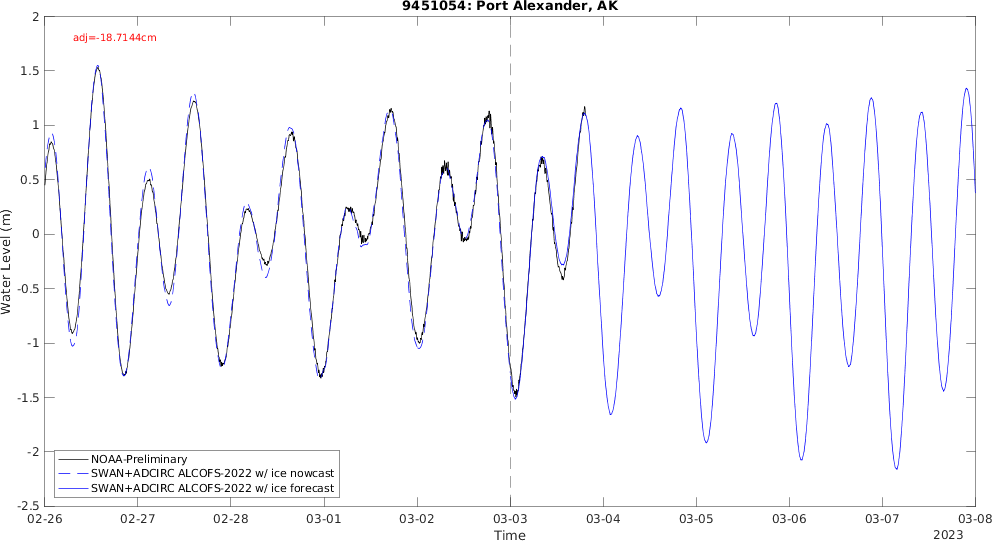 9451054: Port Alexander, AK
adj=-18.7144cm
2
1.5
1
0.5
0
-0.5
-1
-1.5
-2
-2.5
Water Level (m)
NOAA-Preliminary
SWAN+ADCIRC ALCOFS-2022 w/ ice nowcast
SWAN+ADCIRC ALCOFS-2022 w/ ice forecast
02-26 02-27 02-28 03-01 03-02 03-03 03-04 03-05 03-06 03-07 03-08
Time
2023